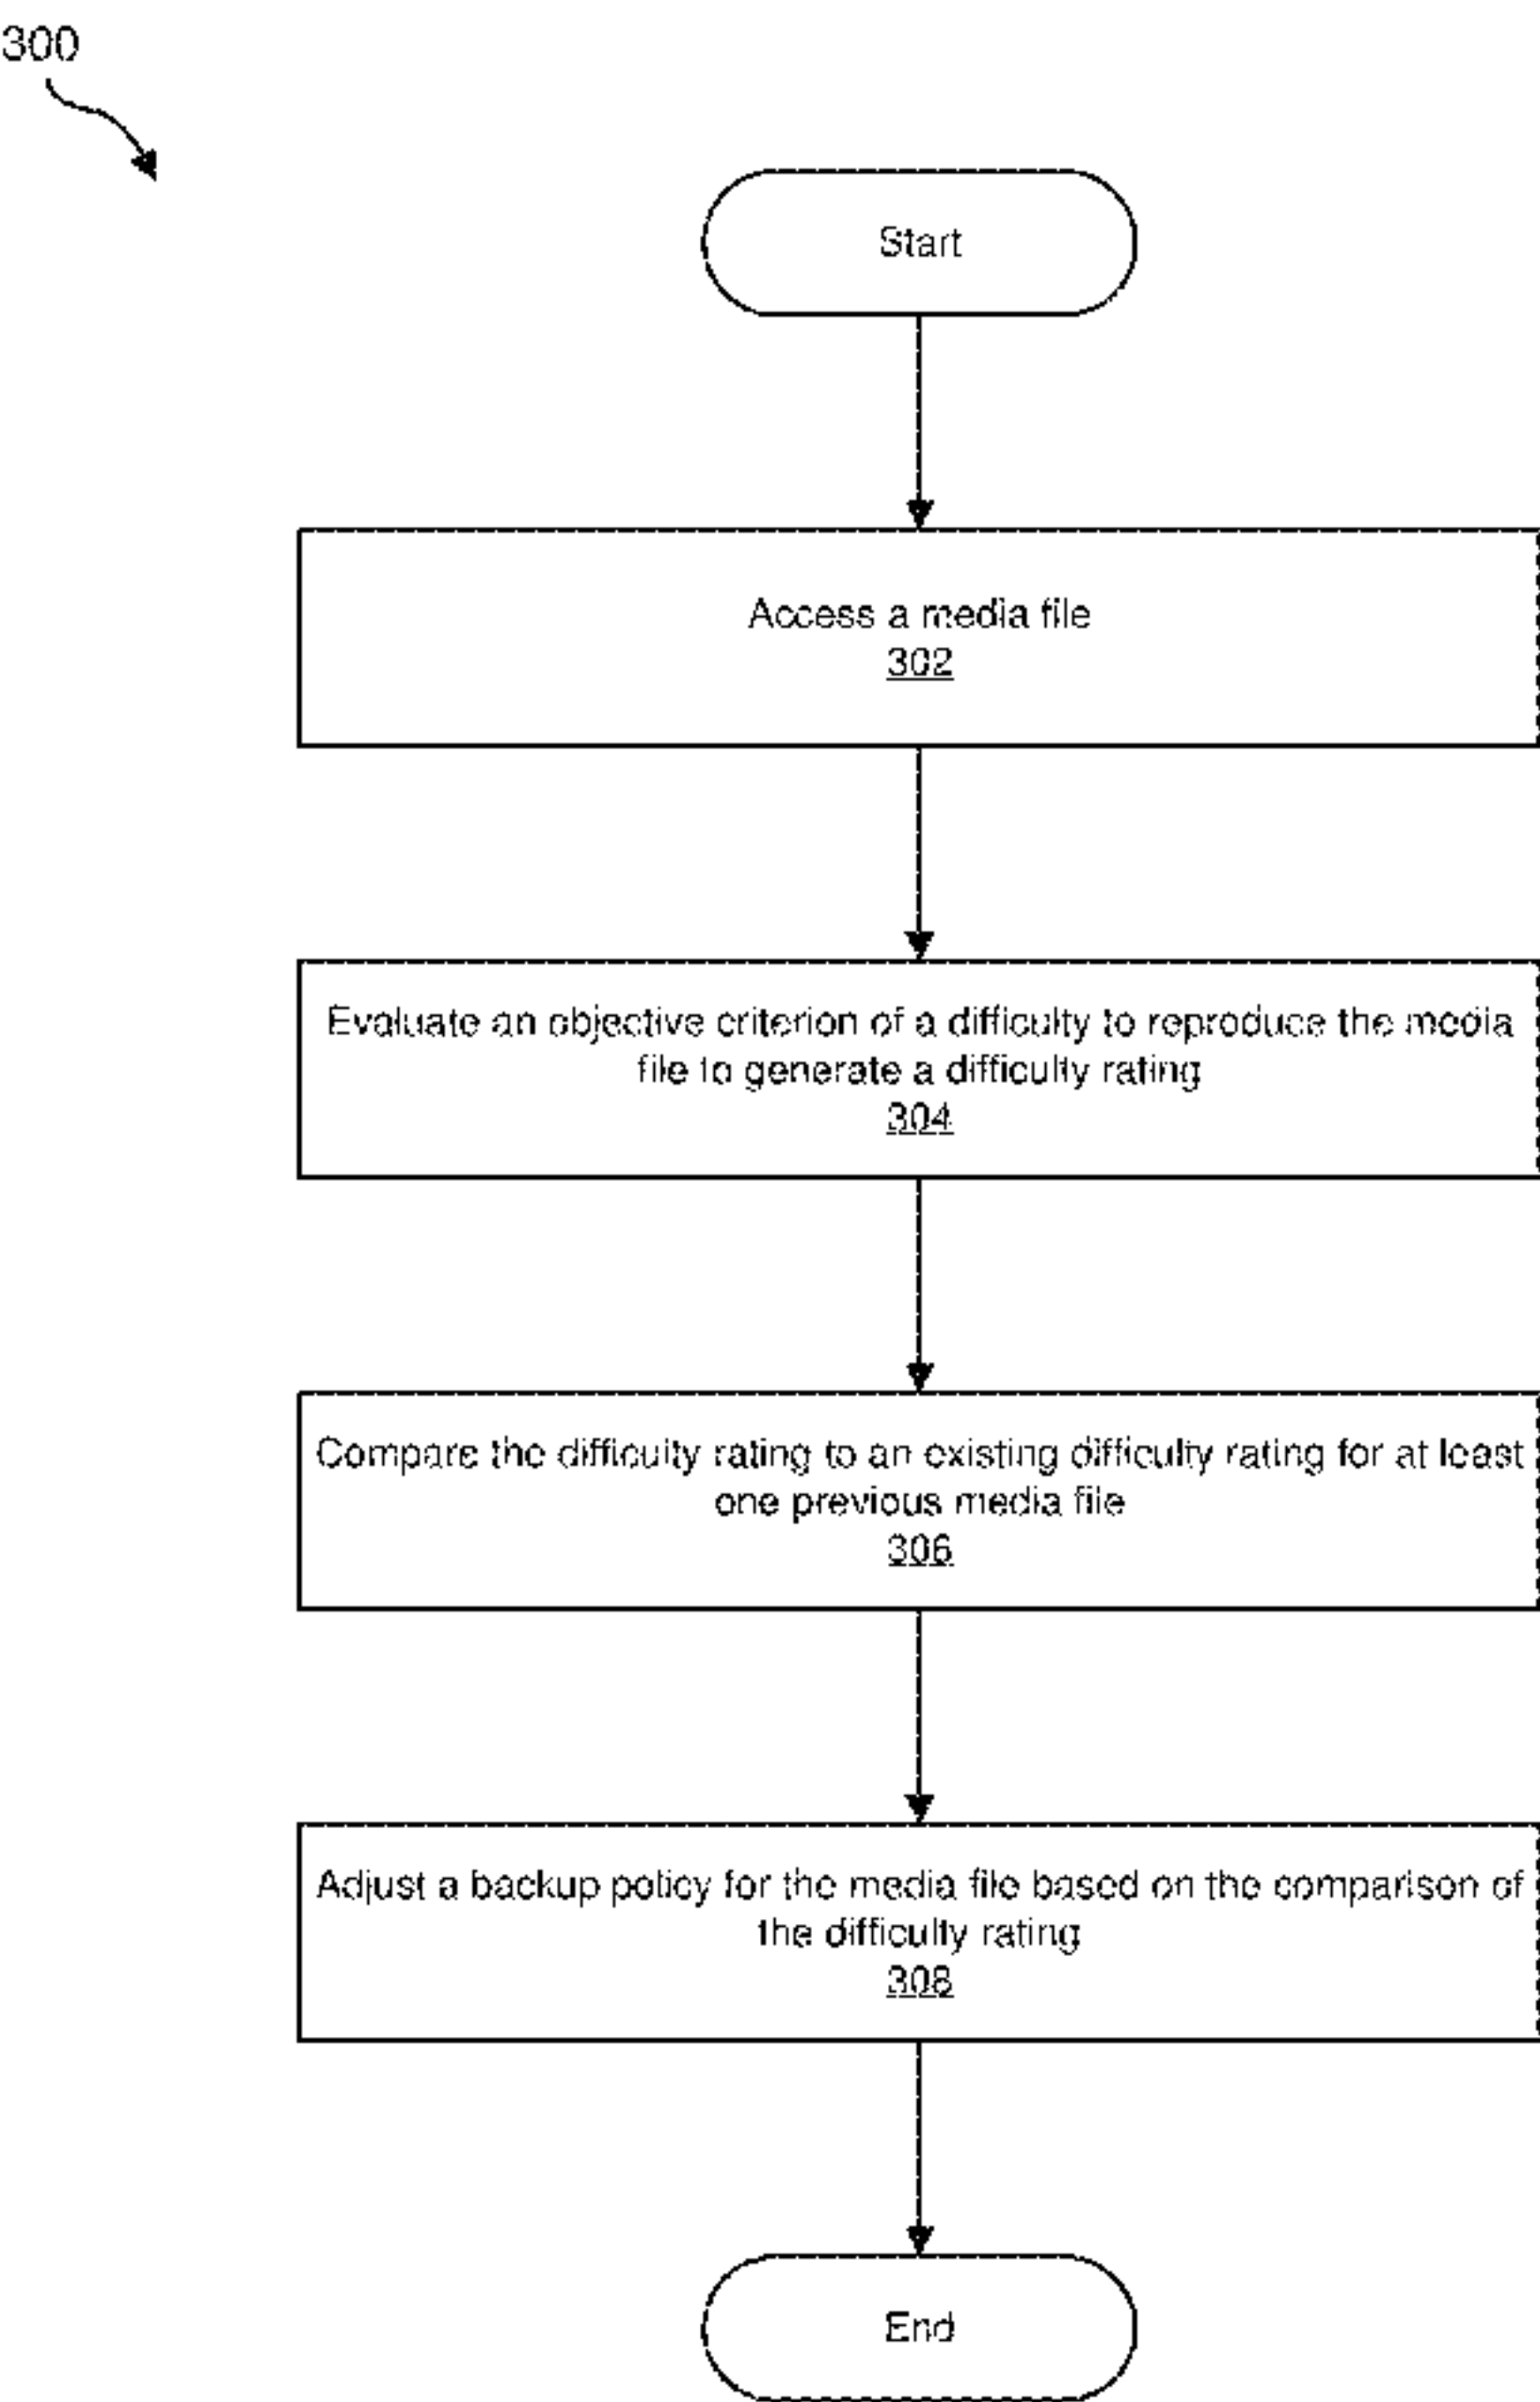 300
Start
Access a media file
302
Evaluate an objective criterion of a difficulty to reproduce the media
file to generate a difficulty rating
304
Compare the difficulty rating to an existing difficulty rating for at least
one previous media file
306
Adjust a backup policy for the media file based on the comparison of
the difficulty rating
308
End